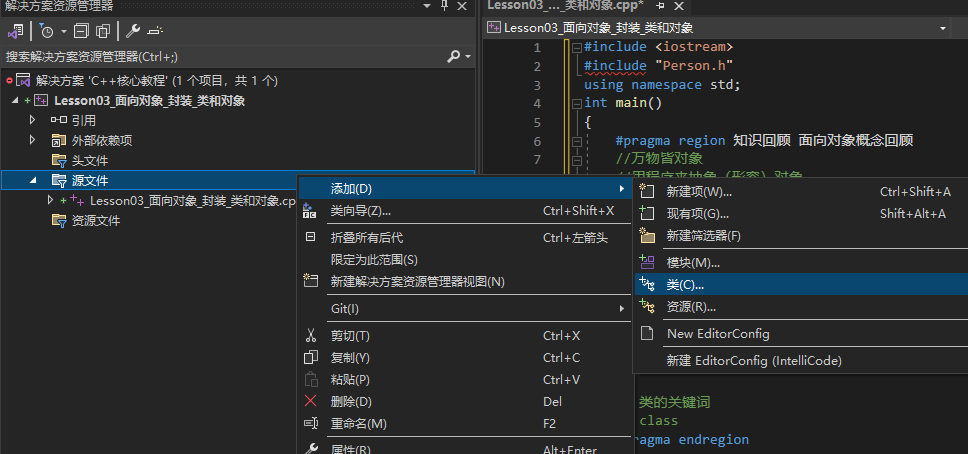 解决方案资源管理器
搜索解决方案资源管理器(Ctrl+;)
解决方案 'C++核心教程' (1 个项目，共 1 个)
Lesson03_面向对象_封装_类和对象
引用
外部依赖项
头文件
源文件
Lesson03_面向对象_封装_类和对象.cp
资源文件
Lesson03_..._类和对象.cpp*
Lesson03_面向对象_封装_类和对象
1 #include <iostream>
2 #include "Person.h"
3 using namespace std;
4 int main()
5 {
6 #pragma region 知识回顾 面向对象概念回顾
7 //万物皆对象
//用程序来抽象（形容）对象
类的关键词
class
ragma endregion
添加(D)
类向导(Z)... Ctrl+Shift+X
折叠所有后代 Ctrl+左箭头
限定为此范围(S)
新建解决方案资源管理器视图(N)
Git(I)
剪切(T) Ctrl+X
复制(Y) Ctrl+C
粘贴(P) Ctrl+V
删除(D) Del
重命名(M) F2
属性(R) Alt+Enter
新建项(W)... Ctrl+Shift+A
现有项(G)... Shift+Alt+A
新建筛选器(F)
模块(M)...
类(C)...
资源(R)...
New EditorConfig
新建 EditorConfig (IntelliCode)